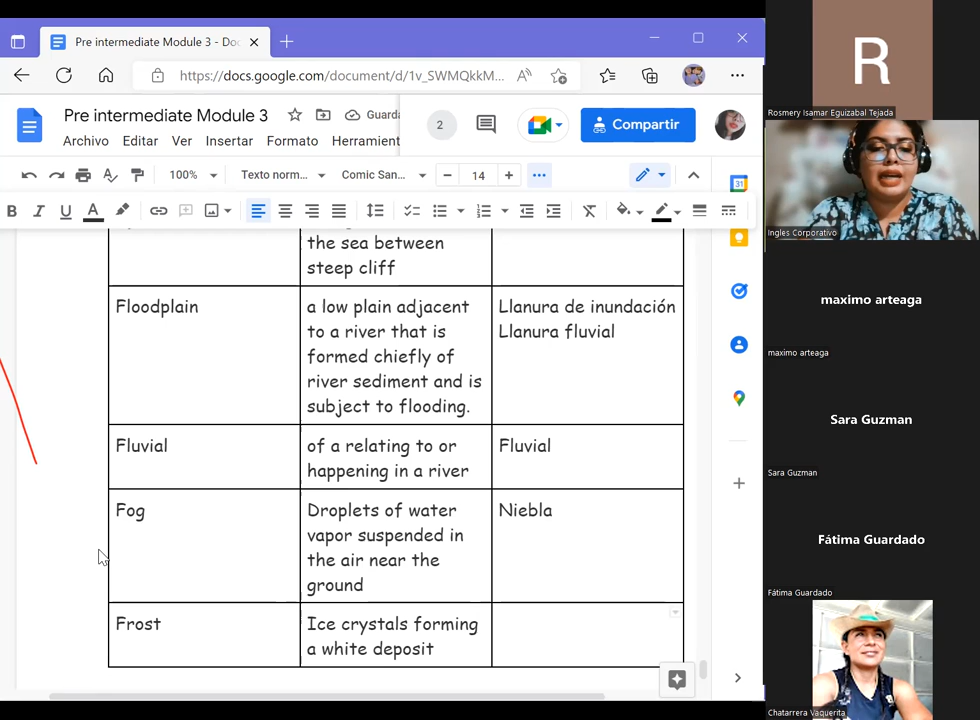 Pre intermediate Module 3 - Doc
https://docs.google.com/document/d/1v_SWMQkkM...
Pre intermediate Module 3
Guarda
Archivo Editar Ver Insertar Formato Herramient
2
Compartir
100%
Texto norm...
Comic San...
14
the sea between
steep cliff
Floodplain
a low plain adjacent
to a river that is
formed chiefly of
river sediment and is
subject to flooding.
Llanura de inundación
Llanura fluvial
Fluvial
of a relating to or
happening in a river
Fluvial
Fog
Droplets of water
vapor suspended in
the air near the
ground
Niebla
Frost
Ice crystals forming
a white deposit
R
Rosmery Isamar Eguizabal Tejada
Ingles Corporativo
maximo arteaga
maximo arteaga
Sara Guzman
Sara Guzman
Fátima Guardado
Fátima Guardado
Chatarrera Vaquerita